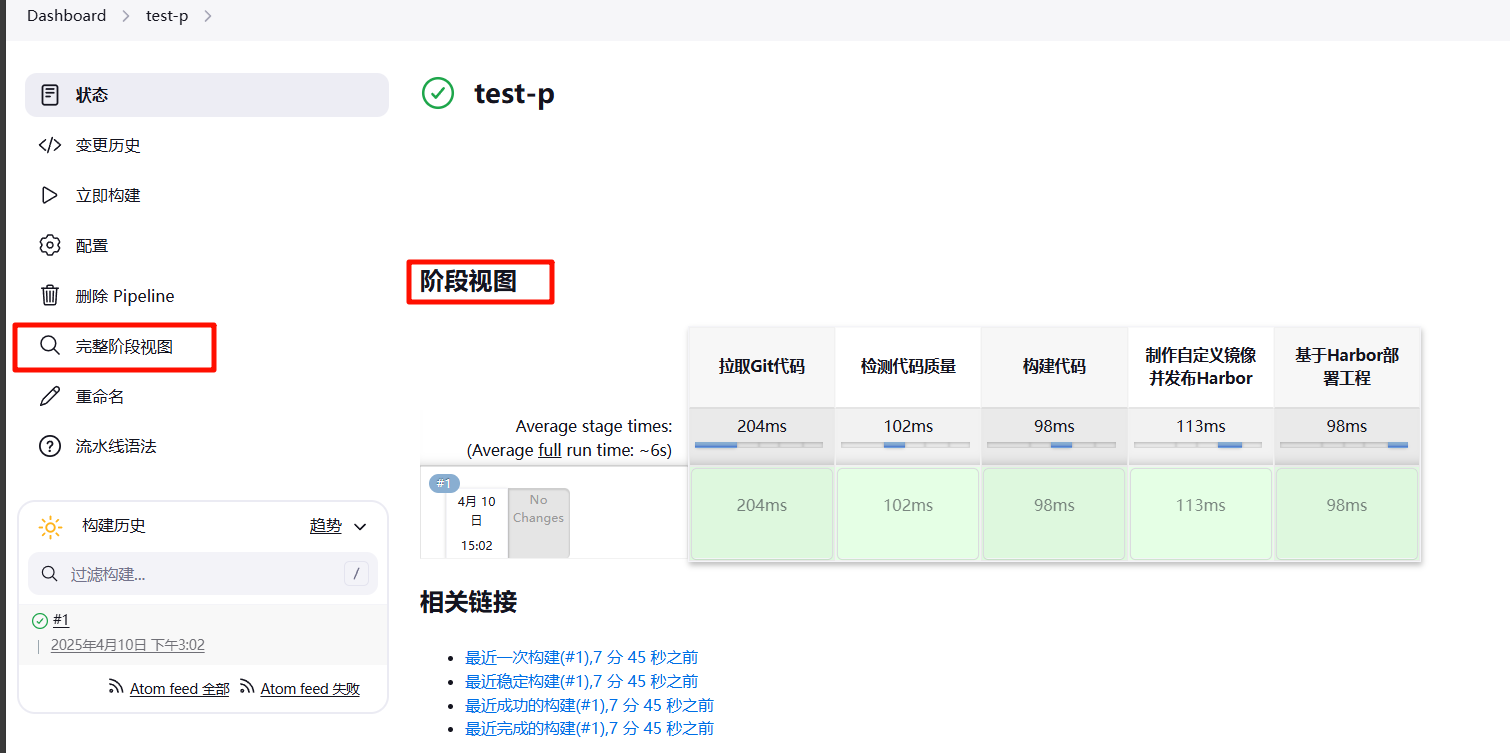 Dashboard > test-p >
状态
变更历史
立即构建
配置
删除 Pipeline
完整阶段视图
重命名
流水线语法
构建历史
趋势
过滤构建...
/
#1
2025年4月10日 下午3:02
Atom feed 全部
Atom feed 失败
test-p
阶段视图
拉取Git代码
检测代码质量
构建代码
制作自定义镜像
并发布Harbor
基于Harbor部
署工程
Average stage times:
(Average full run time: ~6s)
204ms
102ms
98ms
113ms
98ms
#1
4月 10
日
15:02
No
Changes
204ms
102ms
98ms
113ms
98ms
相关链接
最近一次构建(#1),7 分 45 秒之前
最近稳定构建(#1),7 分 45 秒之前
最近成功的构建(#1),7 分 45 秒之前
最近完成的构建(#1),7 分 45 秒之前